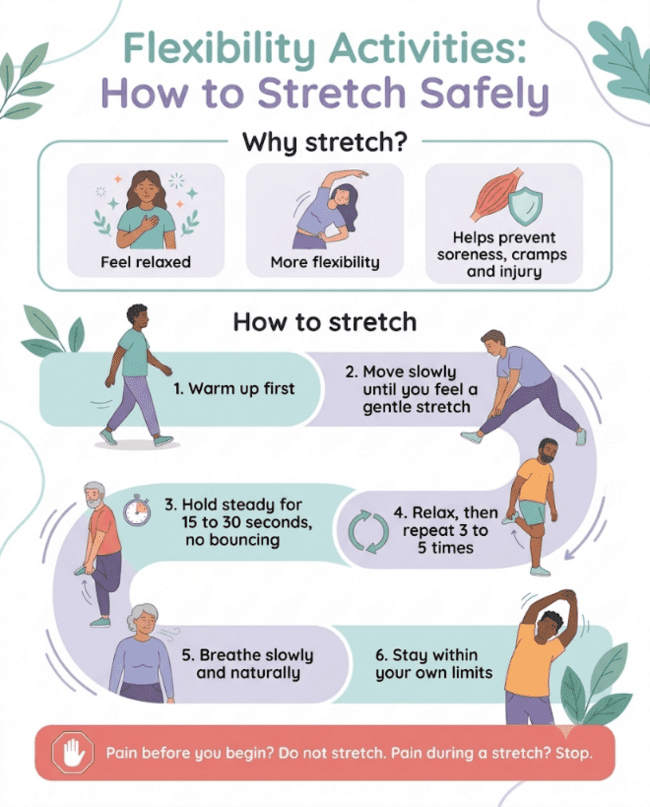 Flexibility Activities:
How to Stretch Safely
Why stretch?
Feel relaxed
More flexibility
Helps prevent
soreness, cramps
and injury
How to stretch
1. Warm up first
2. Move slowly
until you feel a
gentle stretch
3. Hold steady for
15 to 30 seconds,
no bouncing
4. Relax, then
repeat 3 to
5 times
5. Breathe slowly
and naturally
6. Stay within
your own limits
Pain before you begin? Do not stretch. Pain during a stretch? Stop.